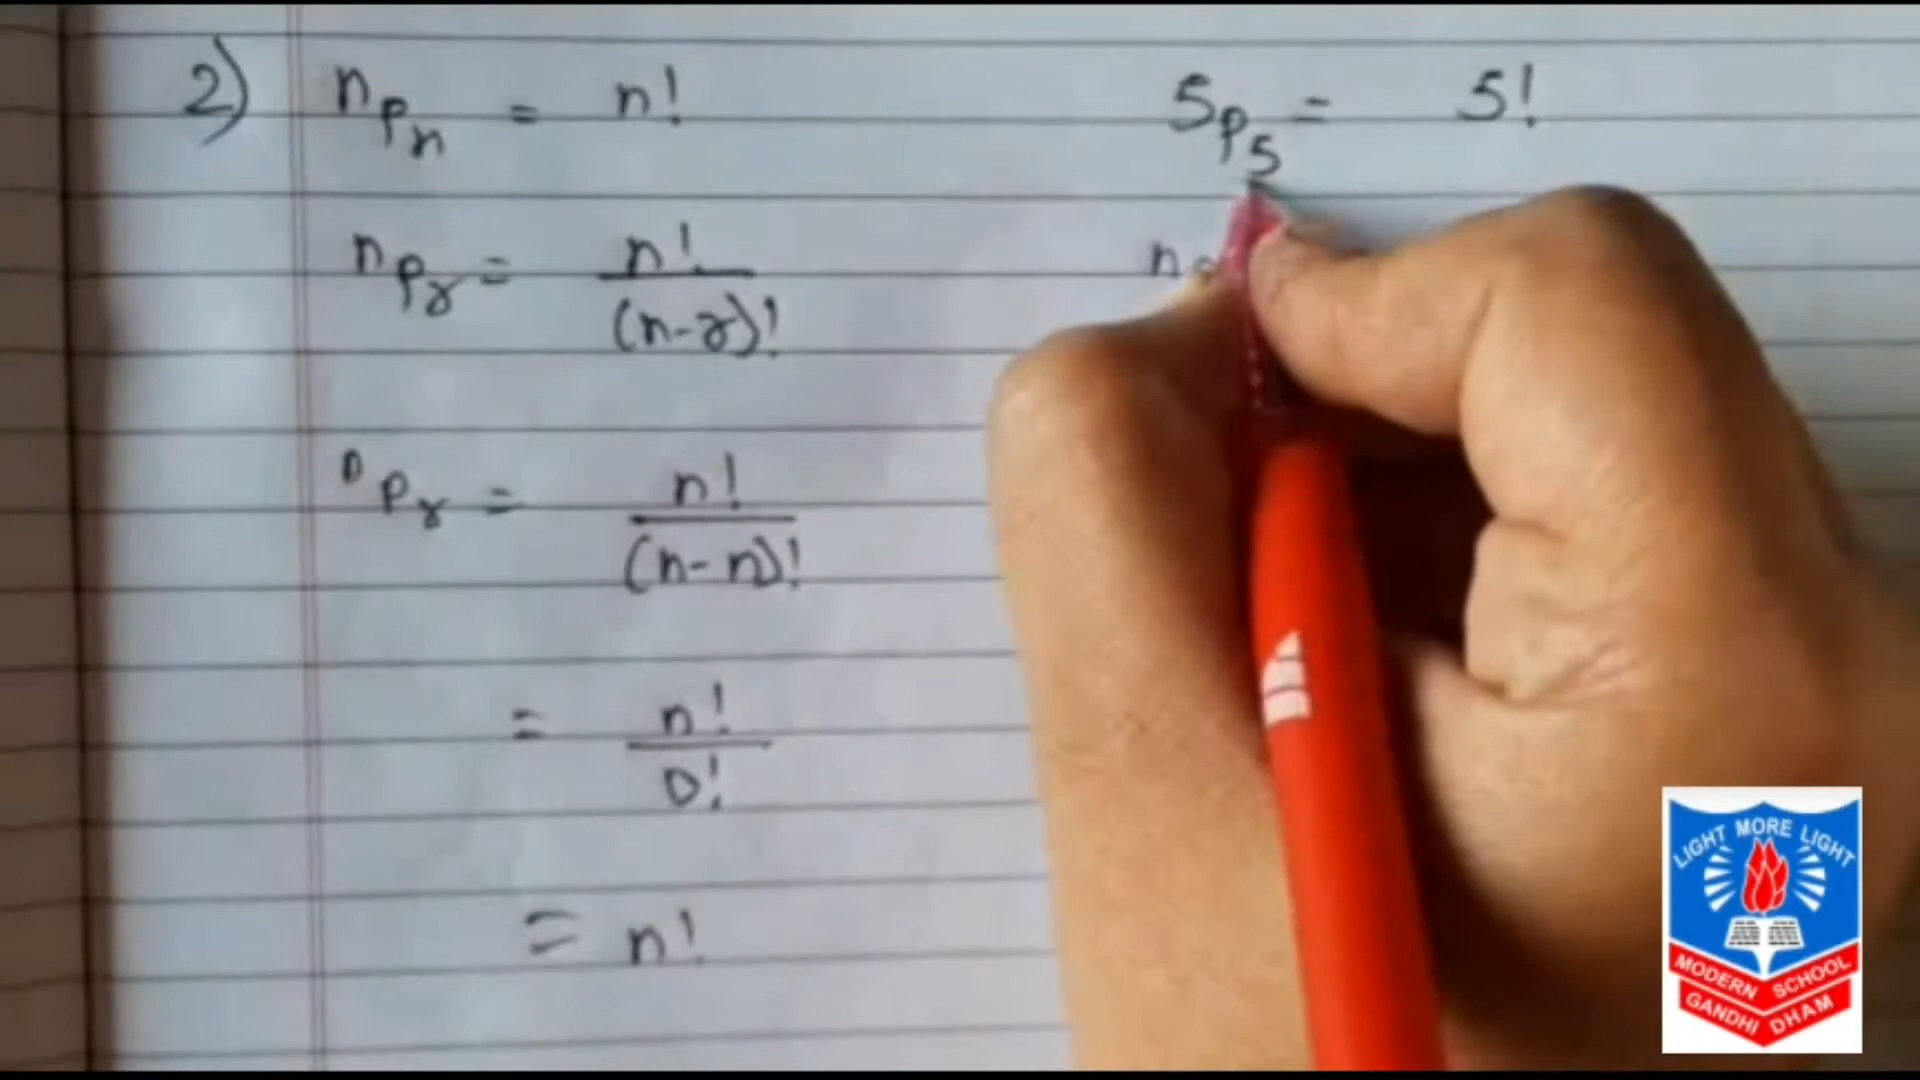 2) nPn = n!
5P5 = 5!
nPr = n! / (n-r)!
n
nPr = n! / (n-n)!
= n! / 0!
= n!
LIGHT MORE LIGHT
MODERN SCHOOL
GANDHI DHAM